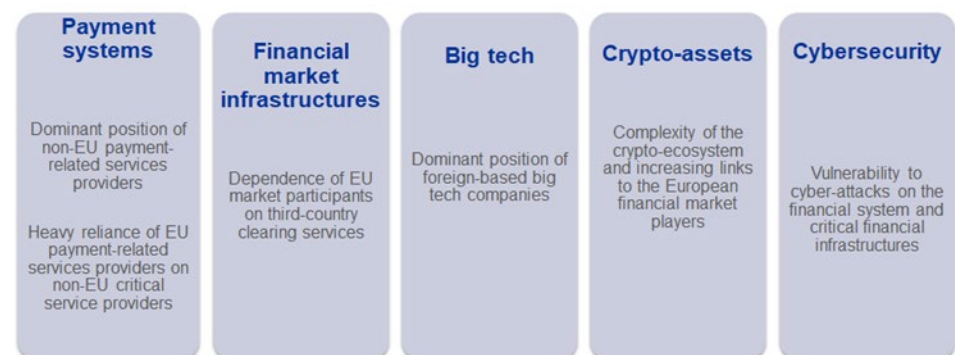 Payment
systems
Dominant position of
non-EU payment-
related services
providers
Heavy reliance of EU
payment-related
services providers on
non-EU critical
service providers
Financial
market
infrastructures
Dependence of EU
market participants
on third-country
clearing services
Big tech
Dominant position of
foreign-based big
tech companies
Crypto-assets
Complexity of the
crypto-ecosystem
and increasing links
to the European
financial market
players
Cybersecurity
Vulnerability to
cyber-attacks on the
financial system and
critical financial
infrastructures